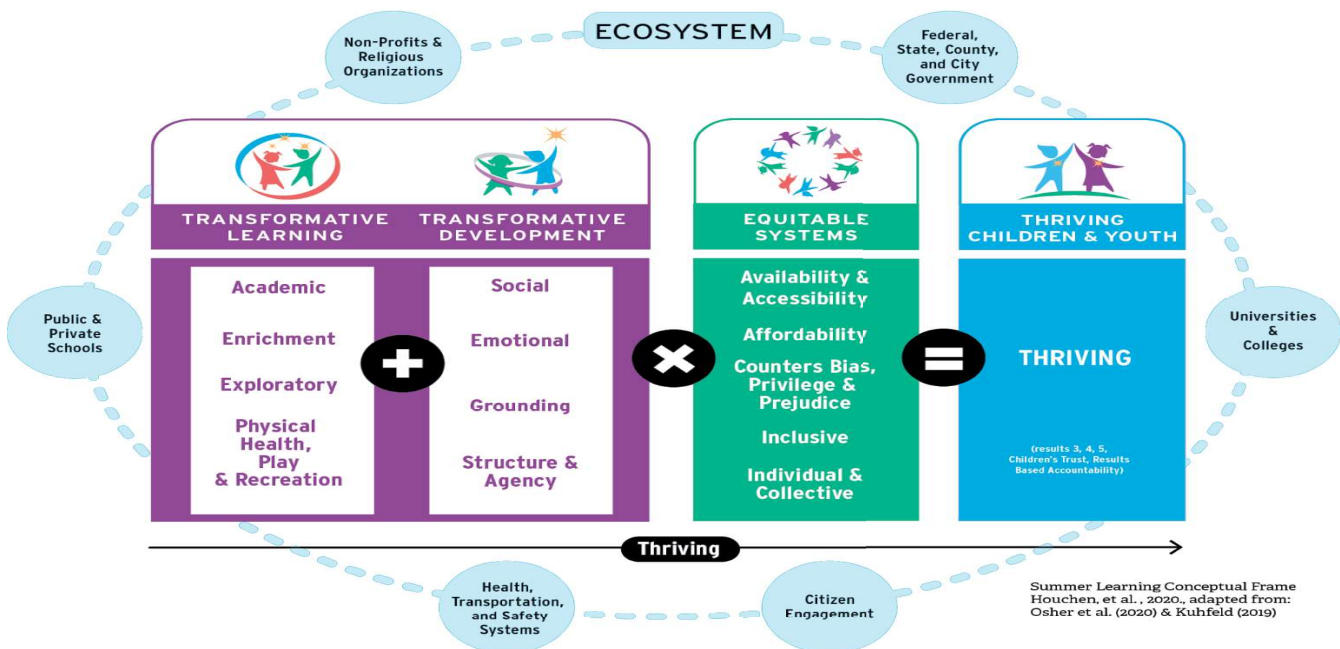 ECOSYSTEM
Non-Profits &
Religious
Organizations
Federal,
State, County,
and City
Government
TRANSFORMATIVE
LEARNING
TRANSFORMATIVE
DEVELOPMENT
EQUITABLE
SYSTEMS
THRIVING
CHILDREN & YOUTH
Public &
Private
Schools
Academic
Enrichment
Exploratory
Physical
Health,
Play
& Recreation
+
Social
Emotional
Grounding
Structure &
Agency
×
Availability &
Accessibility
Affordability
Counters Bias,
Privilege &
Prejudice
Inclusive
Individual &
Collective
=
THRIVING
(results 3, 4, 5,
Children's Trust, Results
Based Accountability)
Universities
&
Colleges
Thriving
Health,
Transportation,
and Safety
Systems
Citizen
Engagement
Summer Learning Conceptual Frame
Houchen, et al., 2020., adapted from:
Osher et al. (2020) & Kuhfeld (2019)